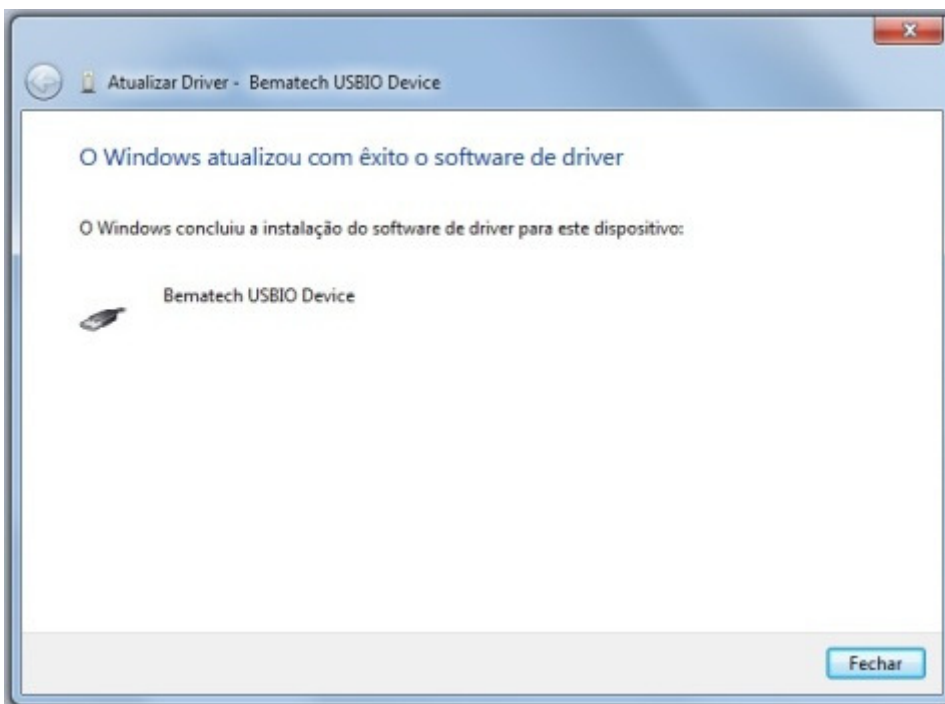 Atualizar Driver - Bematech USBIO Device
O Windows atualizou com êxito o software de driver
O Windows concluiu a instalação do software de driver para este dispositivo:
Bematech USBIO Device
Fechar